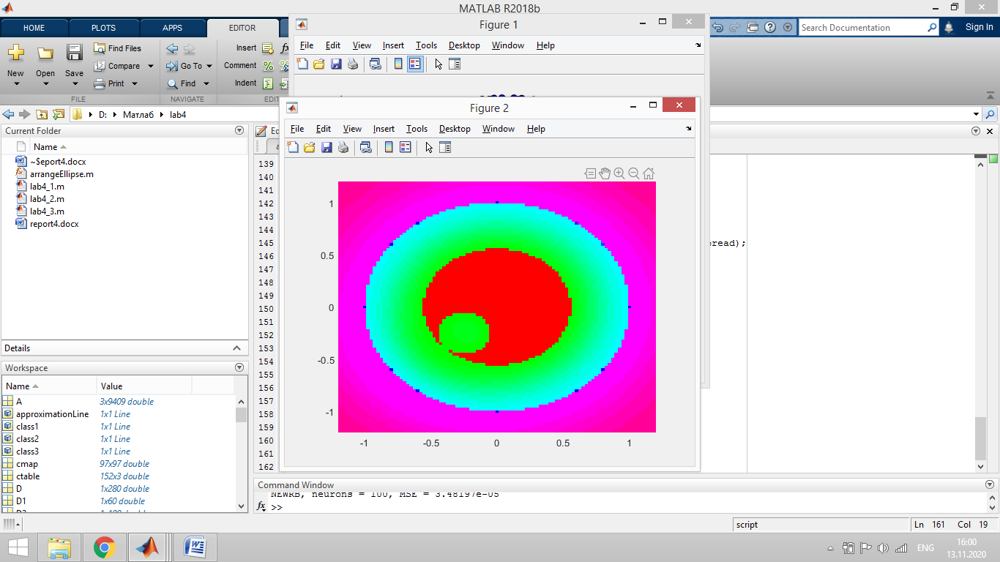 MATLAB R2018b
HOME PLOTS APPS EDITOR
Search Documentation
Sign In
New Open Save
Find Files
Compare
Print
FILE
Go To
Find
NAVIGATE
Insert
Comment
Indent
D: Матлаб lab4
Current Folder
Name
~$eport4.docx
arrangeEllipse.m
lab4_1.m
lab4_2.m
lab4_3.m
report4.docx
Details
Workspace
Name Value
A 3x9409 double
approximationLine 1x1 Line
class1 1x1 Line
class2 1x1 Line
class3 1x1 Line
cmap 97x97 double
ctable 152x3 double
D 1x280 double
D1 1x60 double
Figure 1
File Edit View Insert Tools Desktop Window Help
Figure 2
File Edit View Insert Tools Desktop Window Help
1
0.5
0
-0.5
-1
-1 -0.5 0 0.5 1
139
140
141
142
143
144
145
146
147
148
149
150
151
152
153
154
155
156
157
158
159
160
161
162
Command Window
NEWRB, neurons = 100, MSE = 3.48197e-05
fx >>
script
Ln 161 Col 19
ENG
16:00
13.11.2020